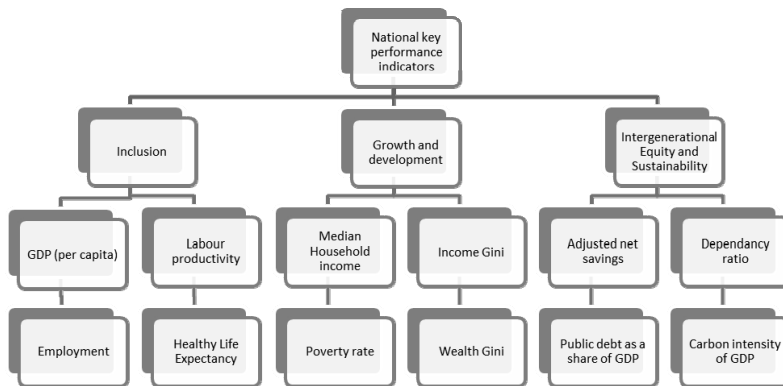 National key
performance
indicators
Inclusion
Growth and
development
Intergenerational
Equity and
Sustainability
GDP (per capita)
Labour
productivity
Median
Household
income
Income Gini
Adjusted net
savings
Dependancy
ratio
Employment
Healthy Life
Expectancy
Poverty rate
Wealth Gini
Public debt as a
share of GDP
Carbon intensity
of GDP